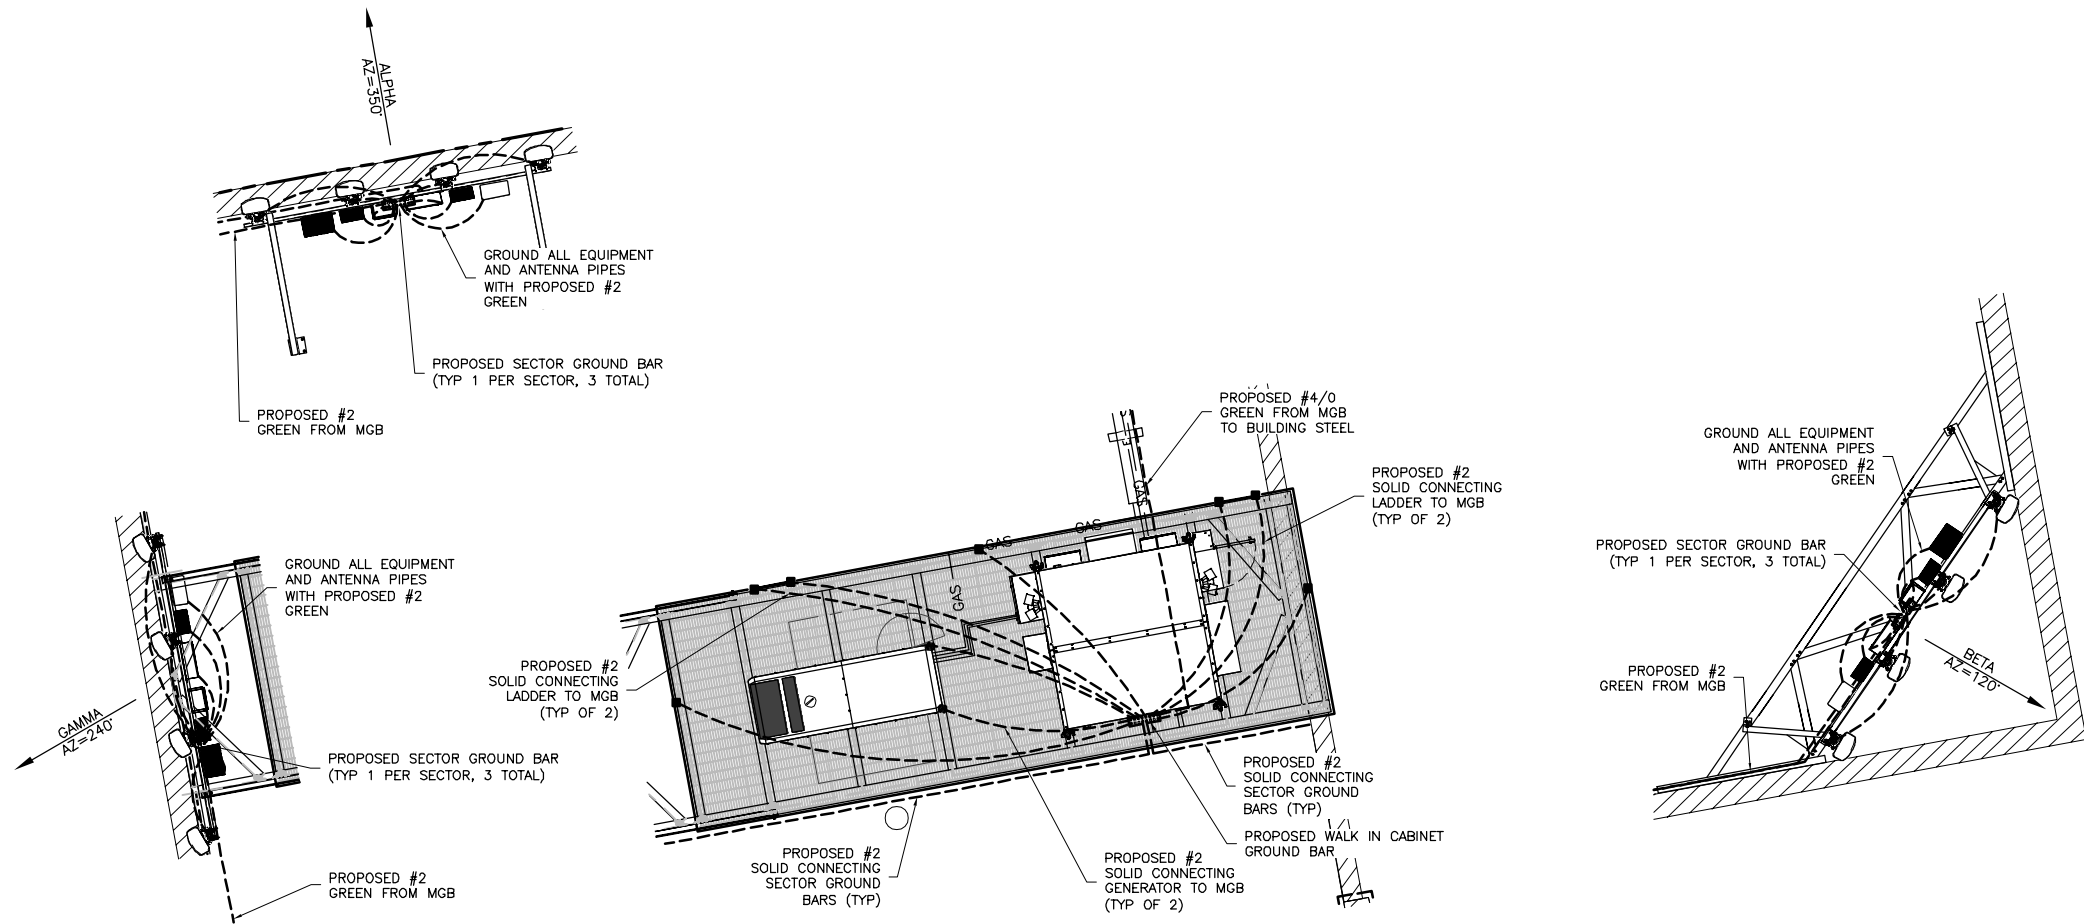 ALPHA
AZ=350°
GROUND ALL EQUIPMENT
AND ANTENNA PIPES
WITH PROPOSED #2
GREEN
PROPOSED SECTOR GROUND BAR
(TYP 1 PER SECTOR, 3 TOTAL)
PROPOSED #2
GREEN FROM MGB
GROUND ALL EQUIPMENT
AND ANTENNA PIPES
WITH PROPOSED #2
GREEN
GAMMA
AZ=240°
PROPOSED SECTOR GROUND BAR
(TYP 1 PER SECTOR, 3 TOTAL)
PROPOSED #2
GREEN FROM MGB
PROPOSED #4/0
GREEN FROM MGB
TO BUILDING STEEL
PROPOSED #2
SOLID CONNECTING
LADDER TO MGB
(TYP OF 2)
GAS
GAS
GAS
GAS
PROPOSED #2
SOLID CONNECTING
LADDER TO MGB
(TYP OF 2)
PROPOSED #2
SOLID CONNECTING
SECTOR GROUND
BARS (TYP)
PROPOSED WALK IN CABINET
GROUND BAR
PROPOSED #2
SOLID CONNECTING
SECTOR GROUND
BARS (TYP)
PROPOSED #2
SOLID CONNECTING
GENERATOR TO MGB
(TYP OF 2)
GROUND ALL EQUIPMENT
AND ANTENNA PIPES
WITH PROPOSED #2
GREEN
PROPOSED SECTOR GROUND BAR
(TYP 1 PER SECTOR, 3 TOTAL)
PROPOSED #2
GREEN FROM MGB
BETA
AZ=120°